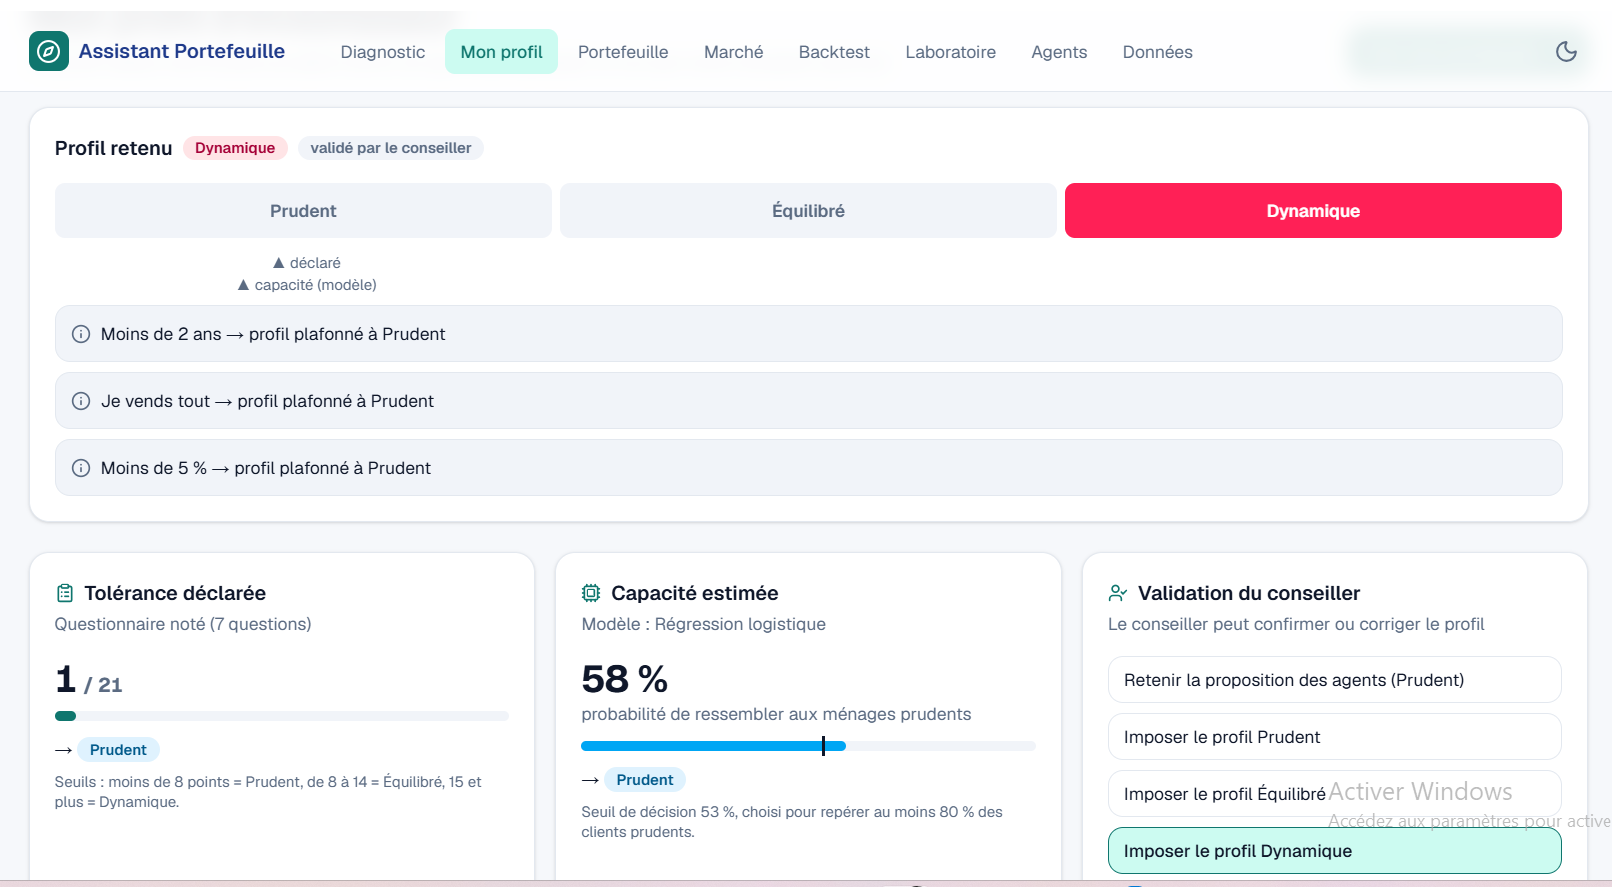 Assistant Portefeuille
Diagnostic
Mon profil
Portefeuille
Marché
Backtest
Laboratoire
Agents
Données
Profil retenu
Dynamique
validé par le conseiller
Prudent
Équilibré
Dynamique
▲ déclaré
▲ capacité (modèle)
Moins de 2 ans → profil plafonné à Prudent
Je vends tout → profil plafonné à Prudent
Moins de 5 % → profil plafonné à Prudent
Tolérance déclarée
Questionnaire noté (7 questions)
1 / 21
→ Prudent
Seuils : moins de 8 points = Prudent, de 8 à 14 = Équilibré, 15 et
plus = Dynamique.
Capacité estimée
Modèle : Régression logistique
58 %
probabilité de ressembler aux ménages prudents
→ Prudent
Seuil de décision 53 %, choisi pour repérer au moins 80 % des
clients prudents.
Validation du conseiller
Le conseiller peut confirmer ou corriger le profil
Retenir la proposition des agents (Prudent)
Imposer le profil Prudent
Imposer le profil Équilibré
Activer Windows
Accédez aux paramètres pour active
Imposer le profil Dynamique